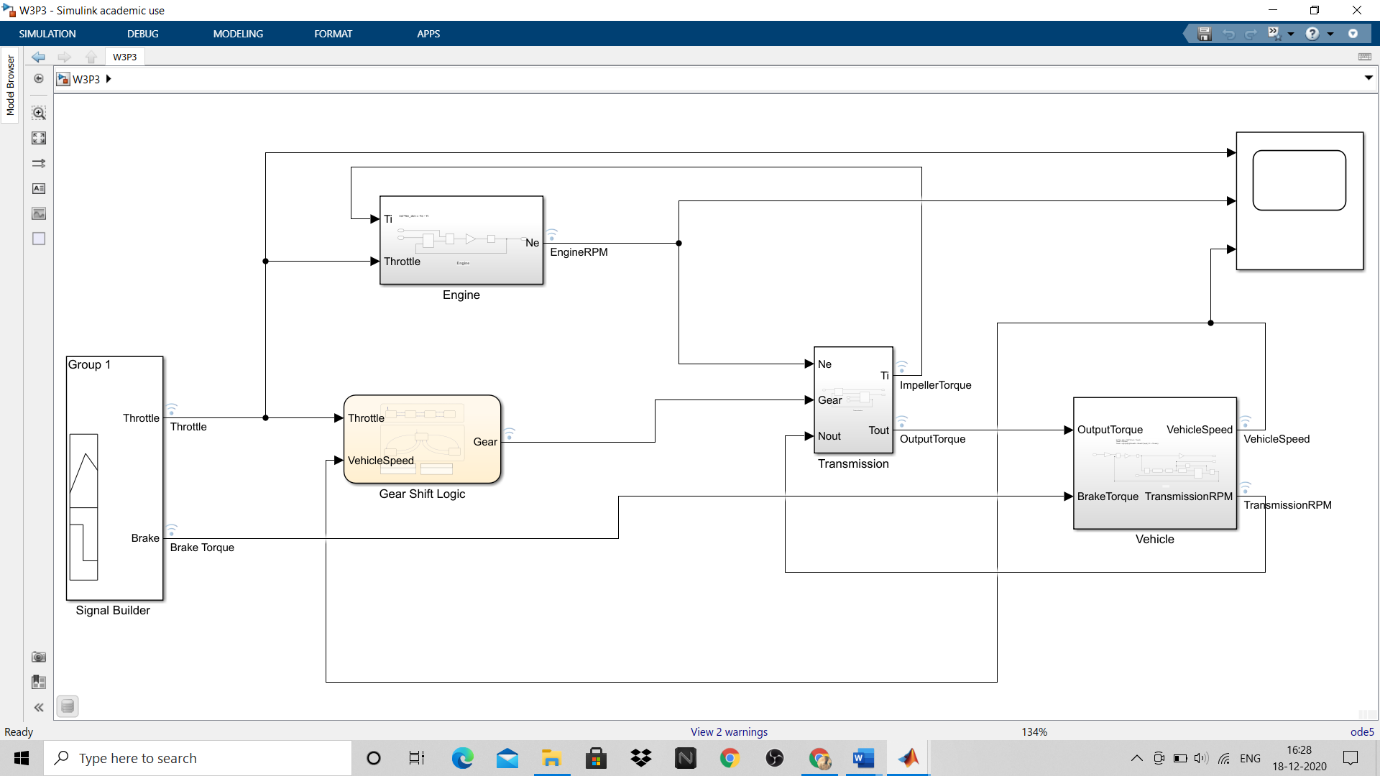 W3P3 - Simulink academic use
SIMULATION DEBUG MODELING FORMAT APPS
W3P3
Model Browser
W3P3
Ti
Ne
EngineRPM
Throttle
Engine
Group 1
Ne
Ti
ImpellerTorque
Throttle
Throttle
Throttle
Gear
Gear
VehicleSpeed
Gear Shift Logic
Nout
Tout
OutputTorque
Transmission
OutputTorque
VehicleSpeed
VehicleSpeed
BrakeTorque
TransmissionRPM
TransmissionRPM
Vehicle
Brake
Brake Torque
Signal Builder
Ready
View 2 warnings
134%
ode5
Type here to search
ENG
16:28
18-12-2020